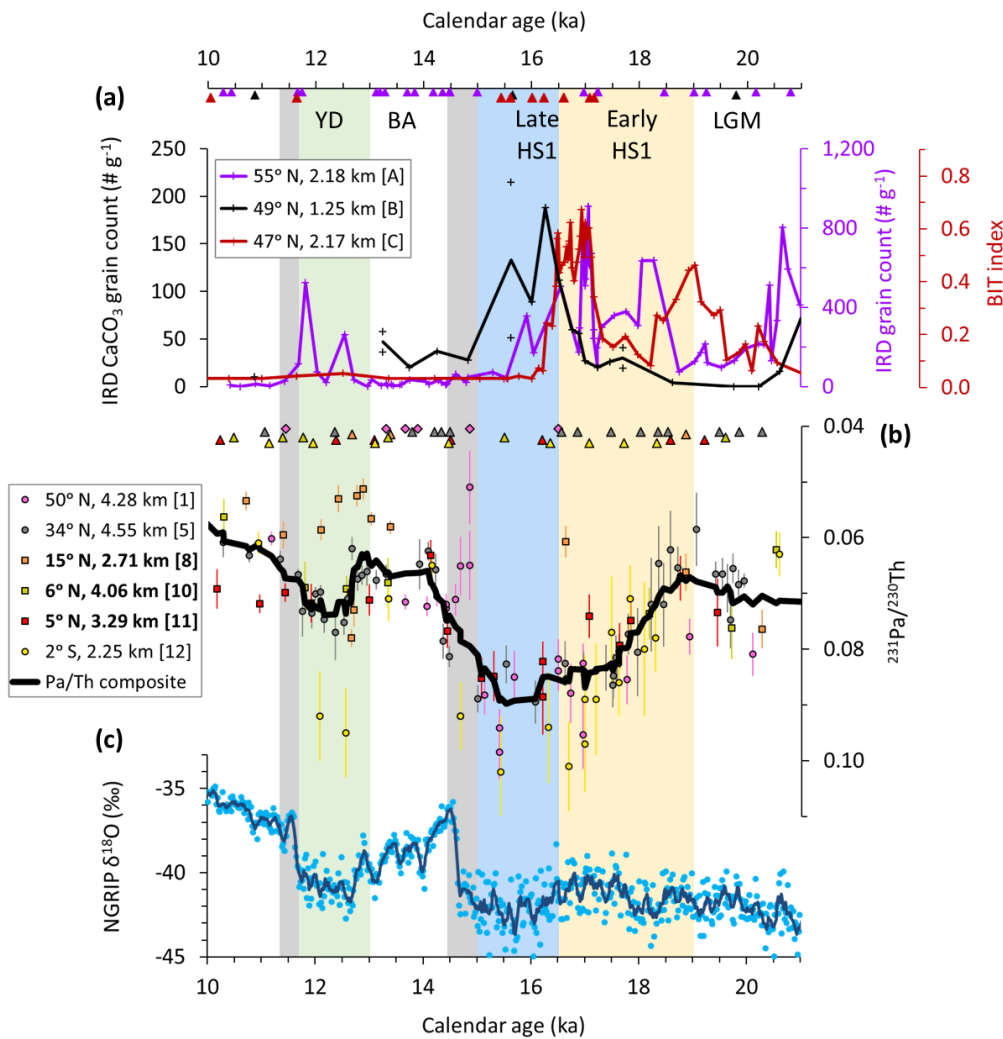 Calendar age (ka)
10 12 14 16 18 20
(a)
YD BA Late HS1 Early HS1 LGM
IRD CaCO3 grain count (# g-1)
250
200
150
100
50
0
55° N, 2.18 km [A]
49° N, 1.25 km [B]
47° N, 2.17 km [C]
1,200
800
400
0
IRD grain count (# g-1)
0.8
0.6
0.4
0.2
0.0
BIT index
(b)
50° N, 4.28 km [1]
34° N, 4.55 km [5]
15° N, 2.71 km [8]
6° N, 4.06 km [10]
5° N, 3.29 km [11]
2° S, 2.25 km [12]
Pa/Th composite
0.04
0.06
0.08
0.10
231Pa/230Th
(c)
NGRIP δ18O (‰)
-35
-40
-45
10 12 14 16 18 20
Calendar age (ka)